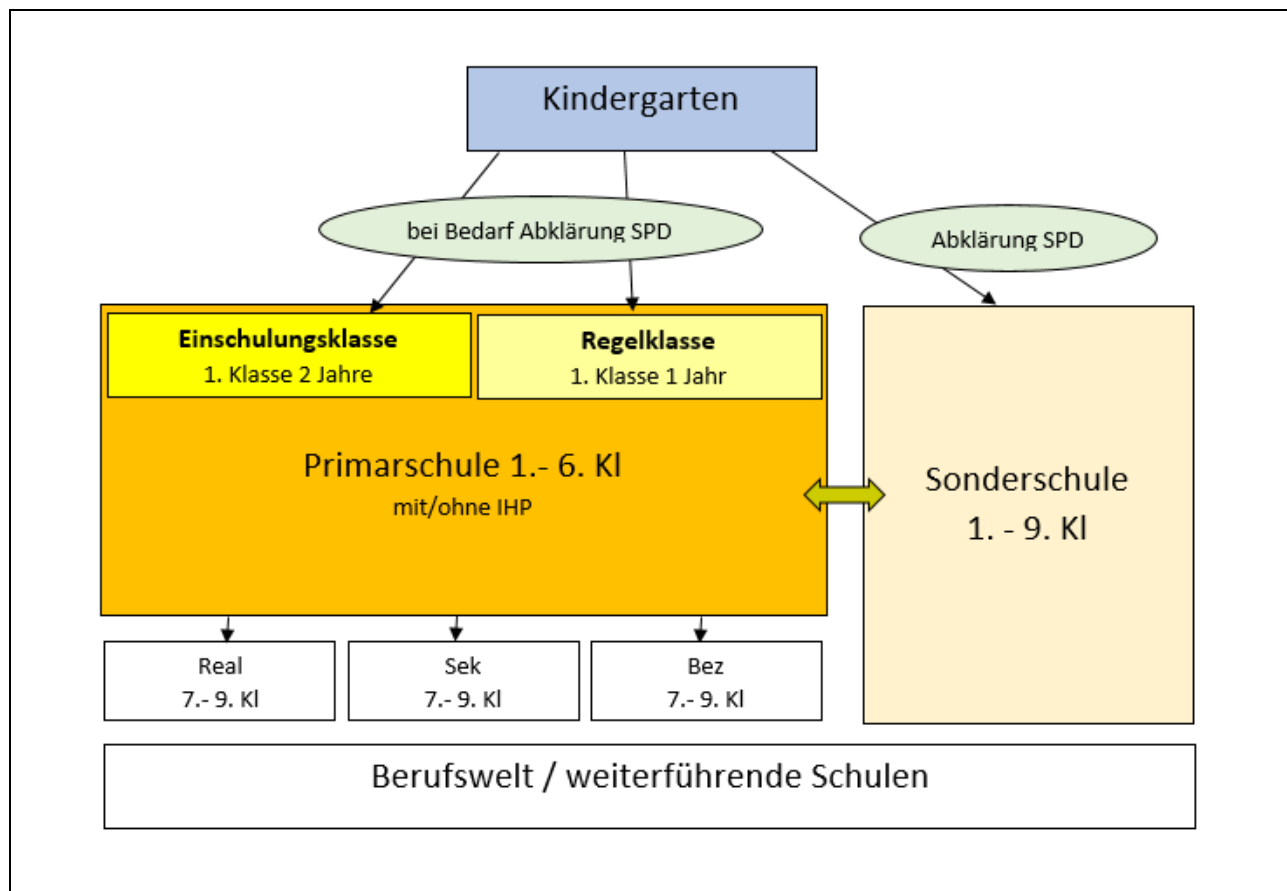 Kindergarten
bei Bedarf Abklärung SPD
Abklärung SPD
Einschulungsklasse
1. Klasse 2 Jahre
Regelklasse
1. Klasse 1 Jahr
Primarschule 1.- 6. Kl
mit/ohne IHP
Sonderschule
1. - 9. Kl
Real
7.- 9. Kl
Sek
7.- 9. Kl
Bez
7.- 9. Kl
Berufswelt / weiterführende Schulen